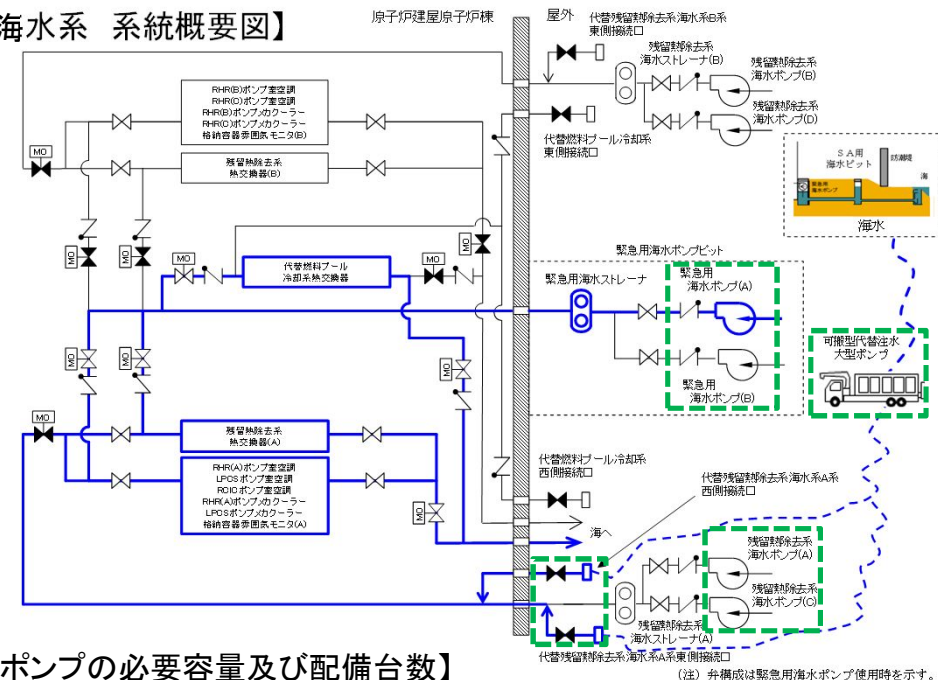 海水系 系統概要図】
原子炉建屋原子炉棟
屋外
代替残留熱除去系海水系B系
東側接続口
残留熱除去系
海水ストレーナ(B)
残留熱除去系
海水ポンプ(B)
残留熱除去系
海水ポンプ(D)
代替燃料プール冷却系
東側接続口
RHR(B)ポンプ室空調
RHR(C)ポンプ室空調
RHR(B)ポンプメカクーラー
RHR(C)ポンプメカクーラー
格納容器雰囲気モニタ(B)
MO
残留熱除去系
熱交換器(B)
SA用
海水ピット
防潮堤
海
緊急用
海水ポンプ
海水
MO
MO
MO
MO
代替燃料プール
冷却系熱交換器
MO
緊急用海水ポンプピット
緊急用海水ストレーナ
緊急用
海水ポンプ(A)
緊急用
海水ポンプ(B)
可搬型代替注水
大型ポンプ
MO
MO
MO
MO
残留熱除去系
熱交換器(A)
RHR(A)ポンプ室空調
LPCSポンプ室空調
RCICポンプ室空調
RHR(A)ポンプメカクーラー
LPCSポンプメカクーラー
格納容器雰囲気モニタ(A)
MO
代替燃料プール冷却系
西側接続口
代替残留熱除去系海水系A系
西側接続口
海へ
残留熱除去系
海水ポンプ(A)
残留熱除去系
海水ポンプ(C)
残留熱除去系
海水ストレーナ(A)
代替残留熱除去系海水系A系東側接続口
ポンプの必要容量及び配備台数】
(注) 弁構成は緊急用海水ポンプ使用時を示す。